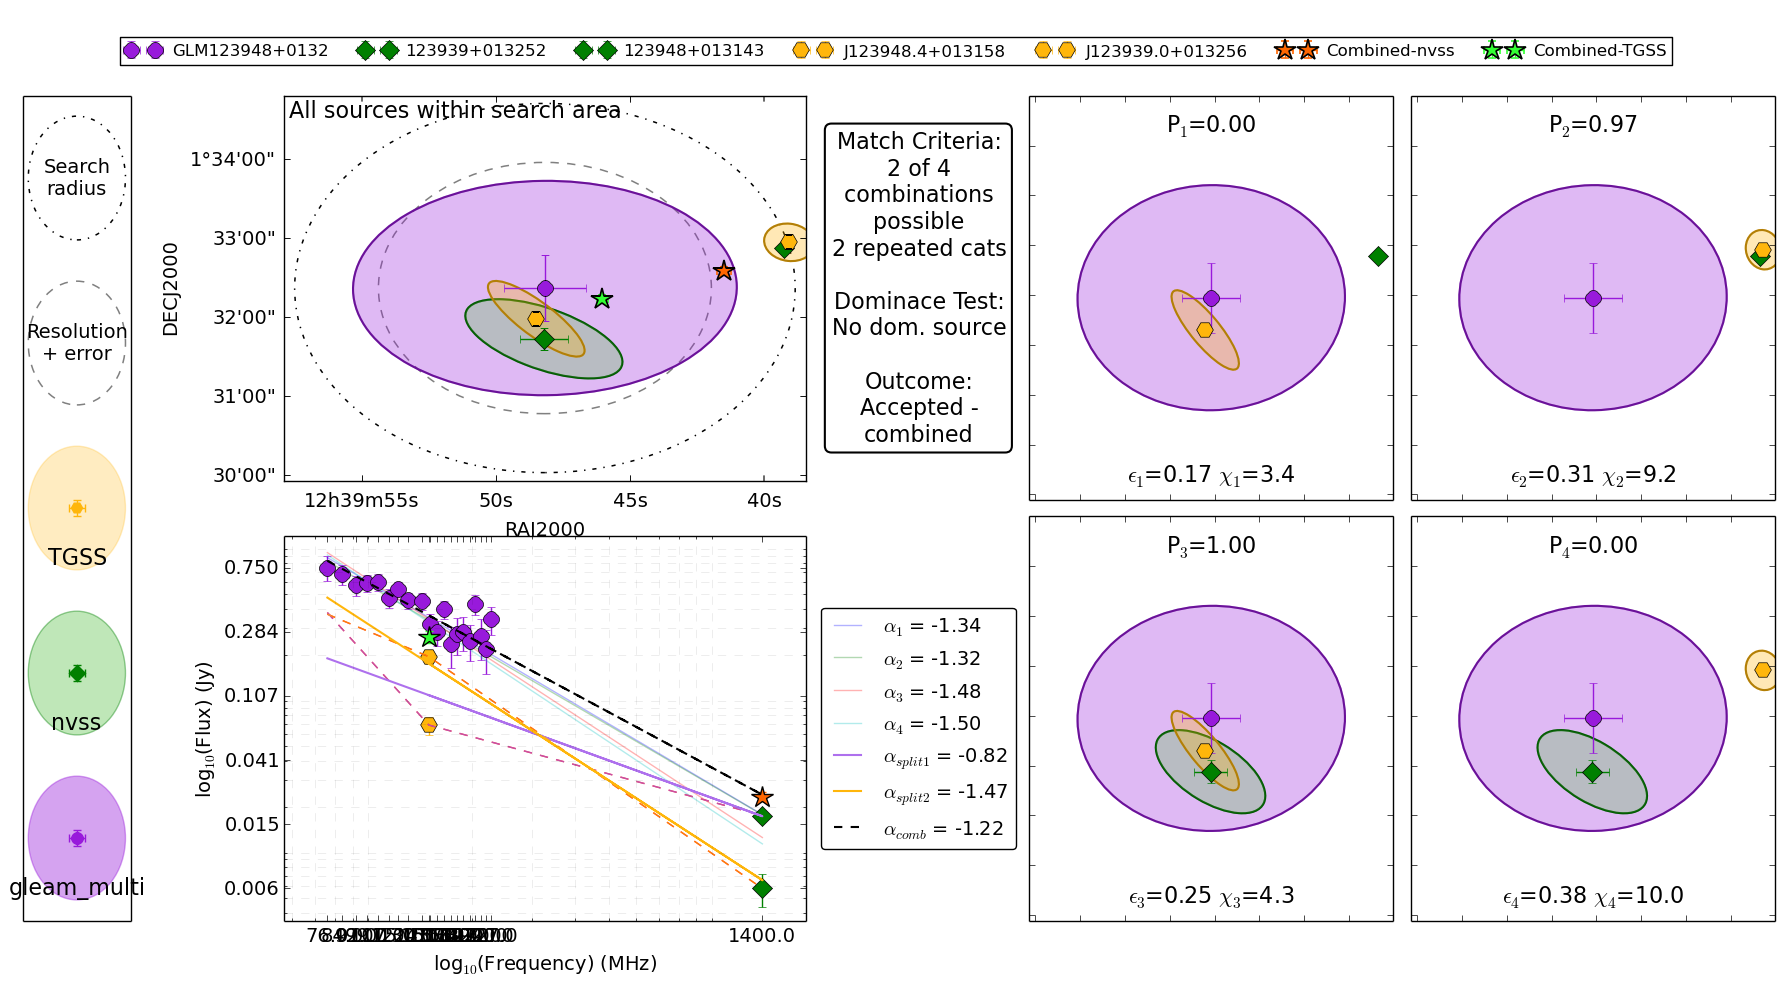 GLM123948+0132 123939+013252 123948+013143 J123948.4+013158 J123939.0+013256 Combined-nvss Combined-TGSS
Search
radius
Resolution
+ error
TGSS
nvss
gleam_multi
All sources within search area
DECJ2000
1°34'00"
33'00"
32'00"
31'00"
30'00"
12h39m55s 50s 45s 40s
RAJ2000
Match Criteria:
2 of 4
combinations
possible
2 repeated cats
Dominace Test:
No dom. source
Outcome:
Accepted -
combined
P1=0.00
ϵ1=0.17 χ1=3.4
P2=0.97
ϵ2=0.31 χ2=9.2
log10(Flux) (Jy)
0.750
0.284
0.107
0.041
0.015
0.006
1400.0
log10(Frequency) (MHz)
α1 = -1.34
α2 = -1.32
α3 = -1.48
α4 = -1.50
αsplit1 = -0.82
αsplit2 = -1.47
αcomb = -1.22
P3=1.00
ϵ3=0.25 χ3=4.3
P4=0.00
ϵ4=0.38 χ4=10.0